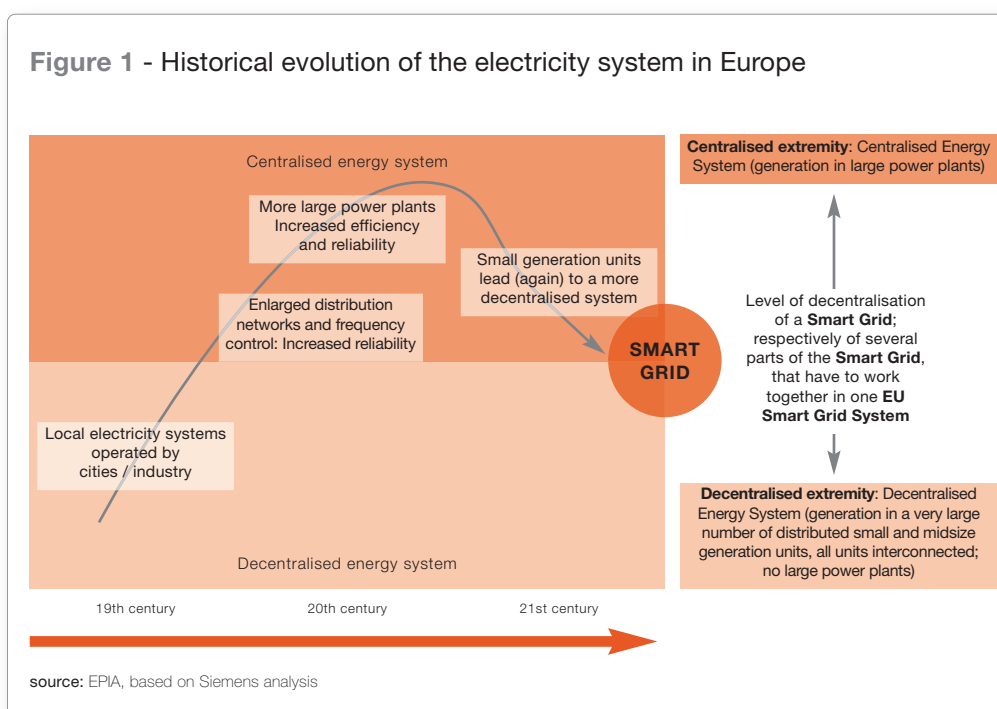 Figure 1 - Historical evolution of the electricity system in Europe
Centralised energy system
More large power plants
Increased efficiency
and reliability
Small generation units
lead (again) to a more
decentralised system
Enlarged distribution
networks and frequency
control: Increased reliability
SMART
GRID
Local electricity systems
operated by
cities / industry
Decentralised energy system
19th century
20th century
21st century
Centralised extremity: Centralised Energy
System (generation in large power plants)
Level of decentralisation
of a Smart Grid;
respectively of several
parts of the Smart Grid,
that have to work
together in one EU
Smart Grid System
Decentralised extremity: Decentralised
Energy System (generation in a very large
number of distributed small and midsize
generation units, all units interconnected;
no large power plants)
source: EPIA, based on Siemens analysis